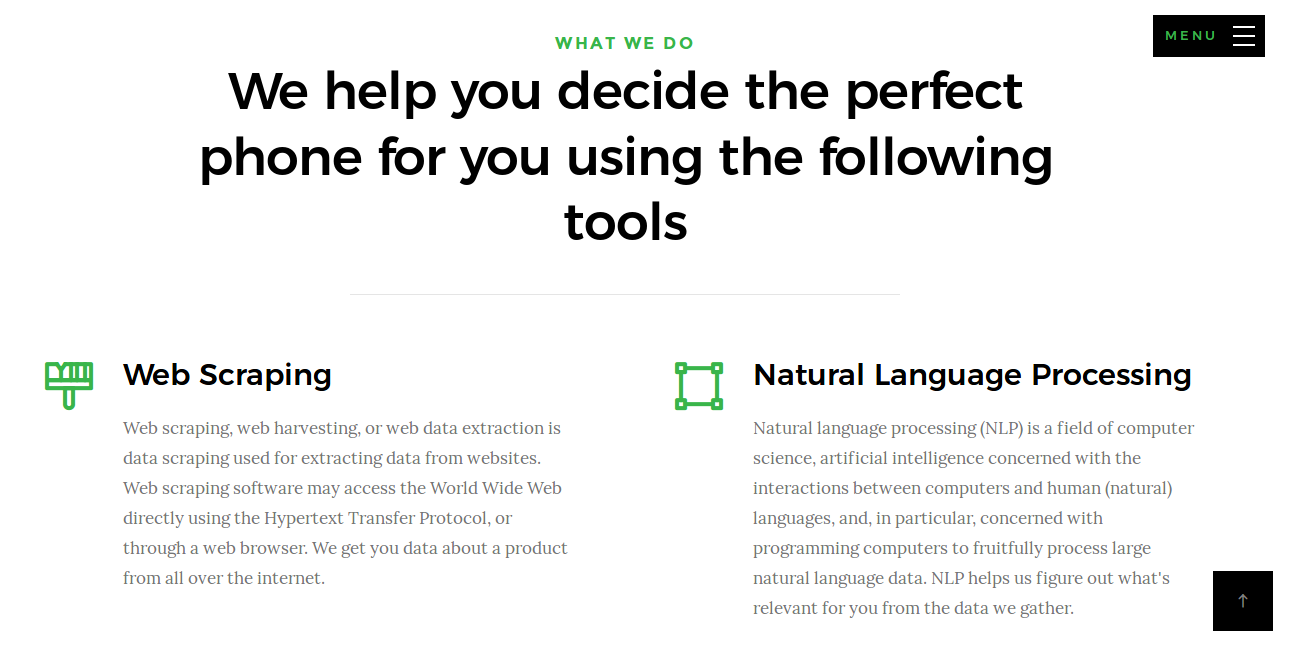 MENU
WHAT WE DO
We help you decide the perfect
phone for you using the following
tools
Web Scraping
Web scraping, web harvesting, or web data extraction is
data scraping used for extracting data from websites.
Web scraping software may access the World Wide Web
directly using the Hypertext Transfer Protocol, or
through a web browser. We get you data about a product
from all over the internet.
Natural Language Processing
Natural language processing (NLP) is a field of computer
science, artificial intelligence concerned with the
interactions between computers and human (natural)
languages, and, in particular, concerned with
programming computers to fruitfully process large
natural language data. NLP helps us figure out what's
relevant for you from the data we gather.